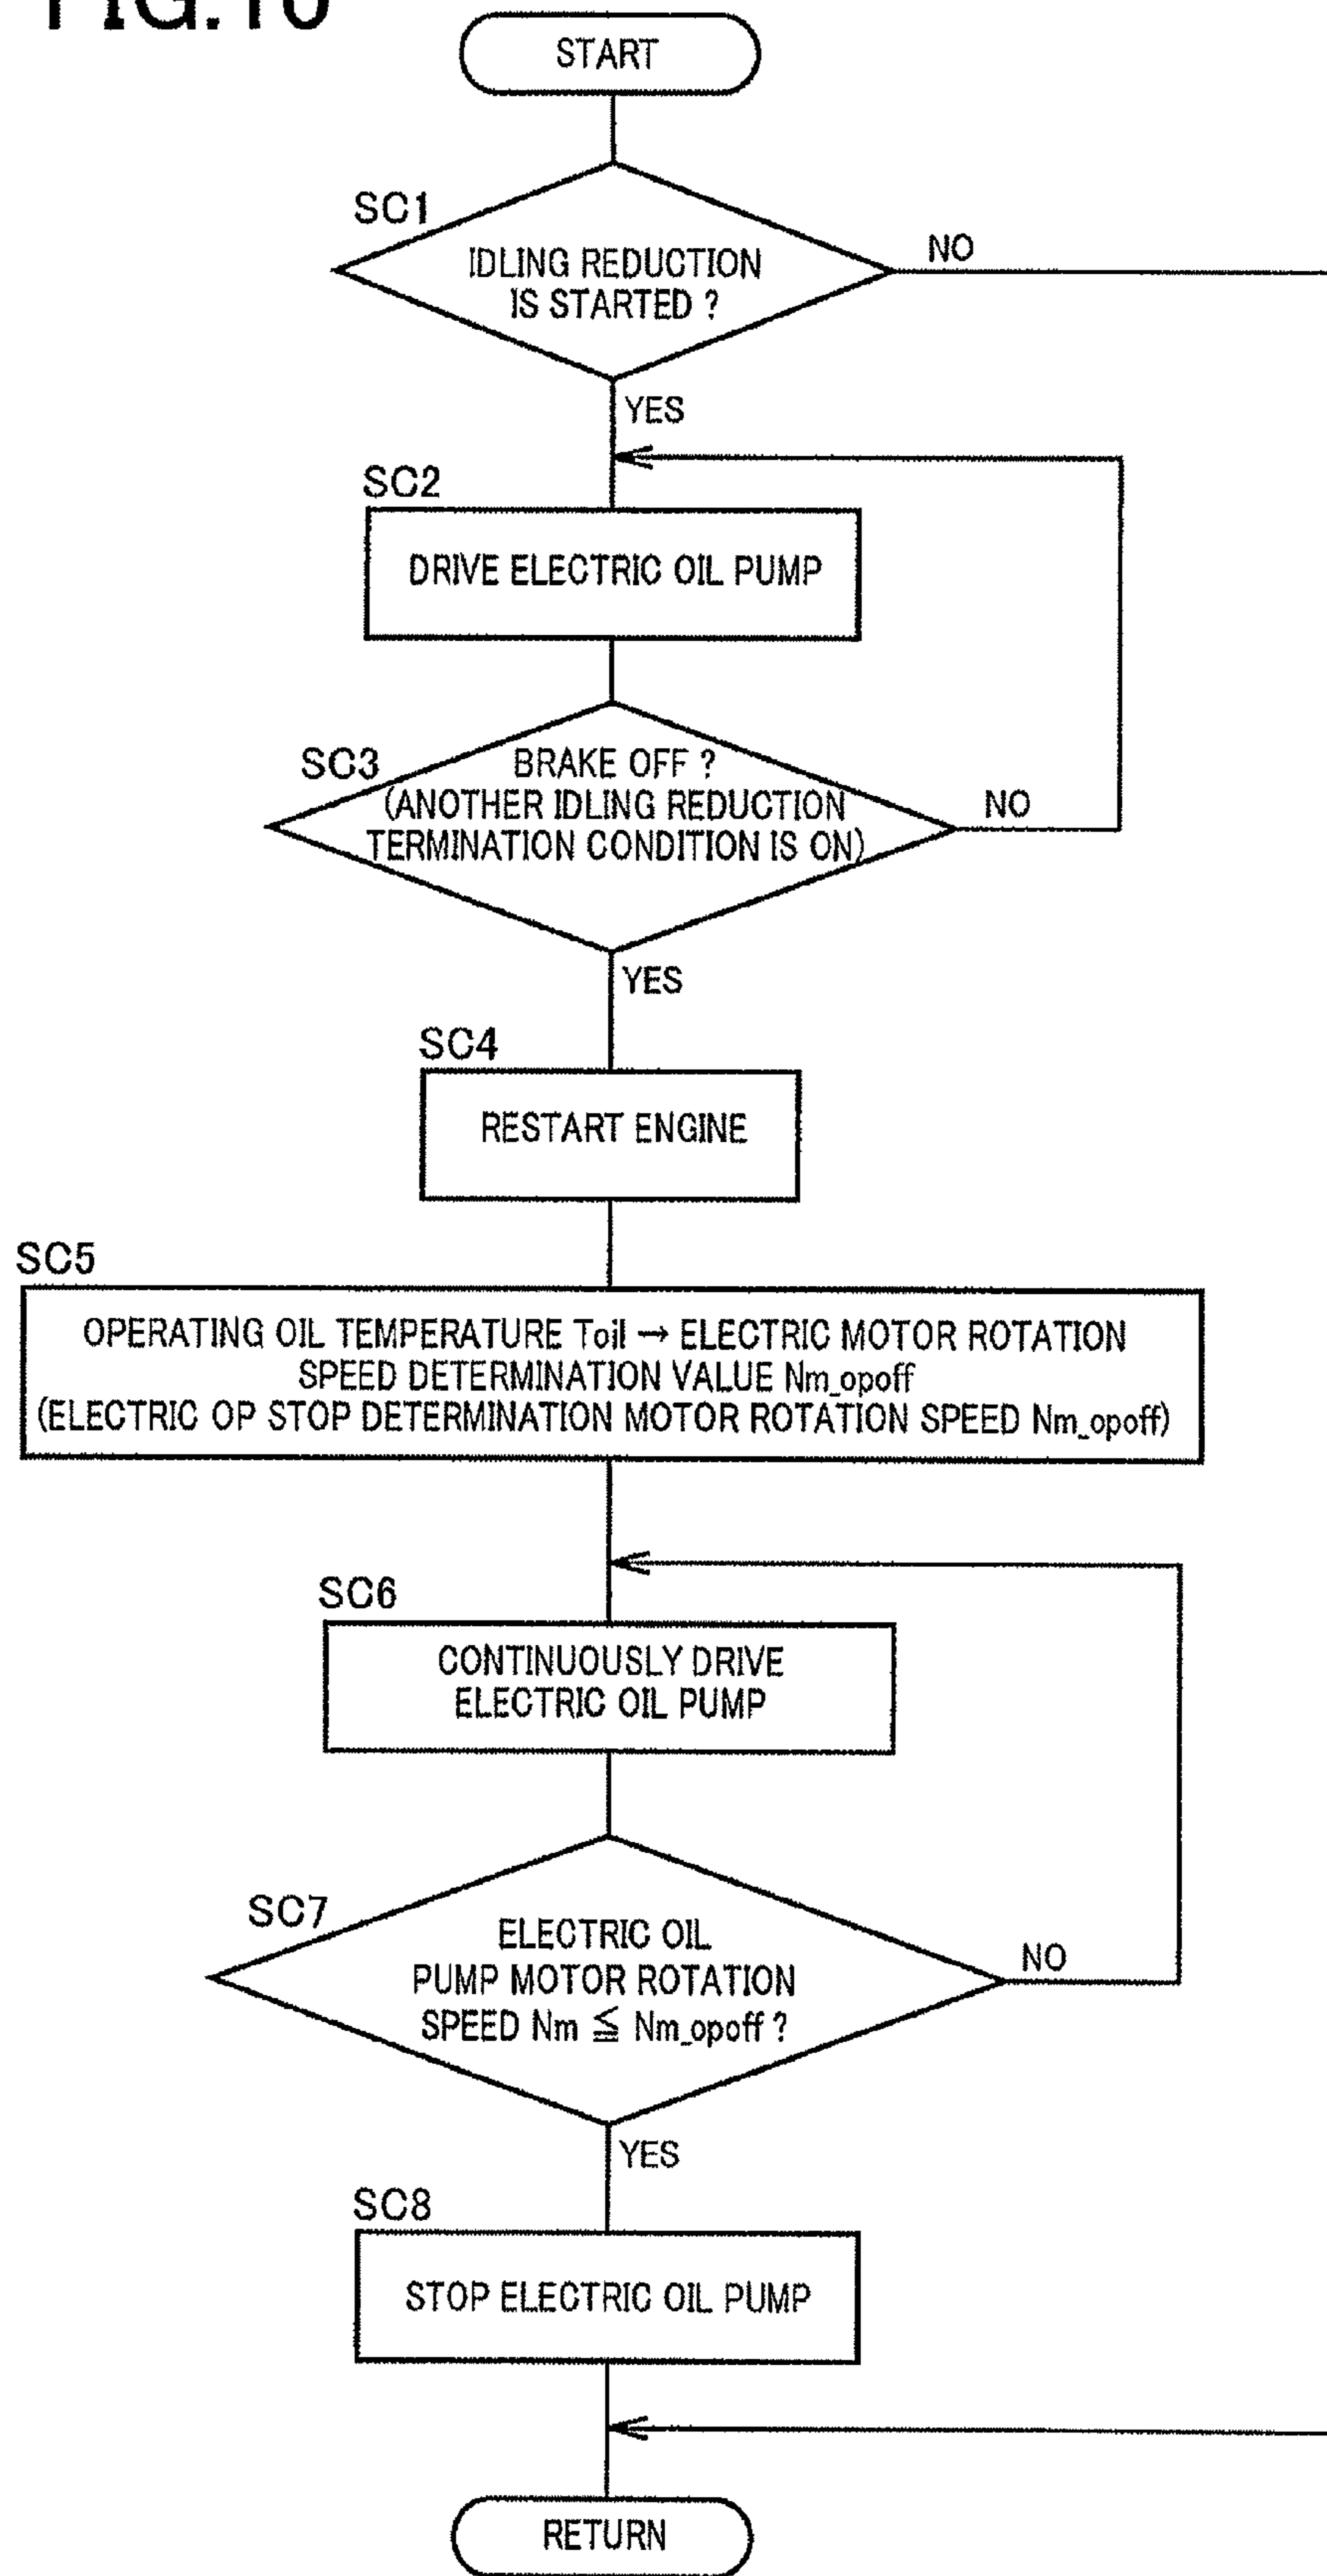 START
SC1
IDLING REDUCTION
IS STARTED ?
NO
YES
SC2
DRIVE ELECTRIC OIL PUMP
SC3
BRAKE OFF ?
(ANOTHER IDLING REDUCTION
TERMINATION CONDITION IS ON)
NO
YES
SC4
RESTART ENGINE
SC5
OPERATING OIL TEMPERATURE Toil → ELECTRIC MOTOR ROTATION
SPEED DETERMINATION VALUE Nm_opoff
(ELECTRIC OP STOP DETERMINATION MOTOR ROTATION SPEED Nm_opoff)
SC6
CONTINUOUSLY DRIVE
ELECTRIC OIL PUMP
SC7
ELECTRIC OIL
PUMP MOTOR ROTATION
SPEED Nm ≦ Nm_opoff ?
NO
YES
SC8
STOP ELECTRIC OIL PUMP
RETURN